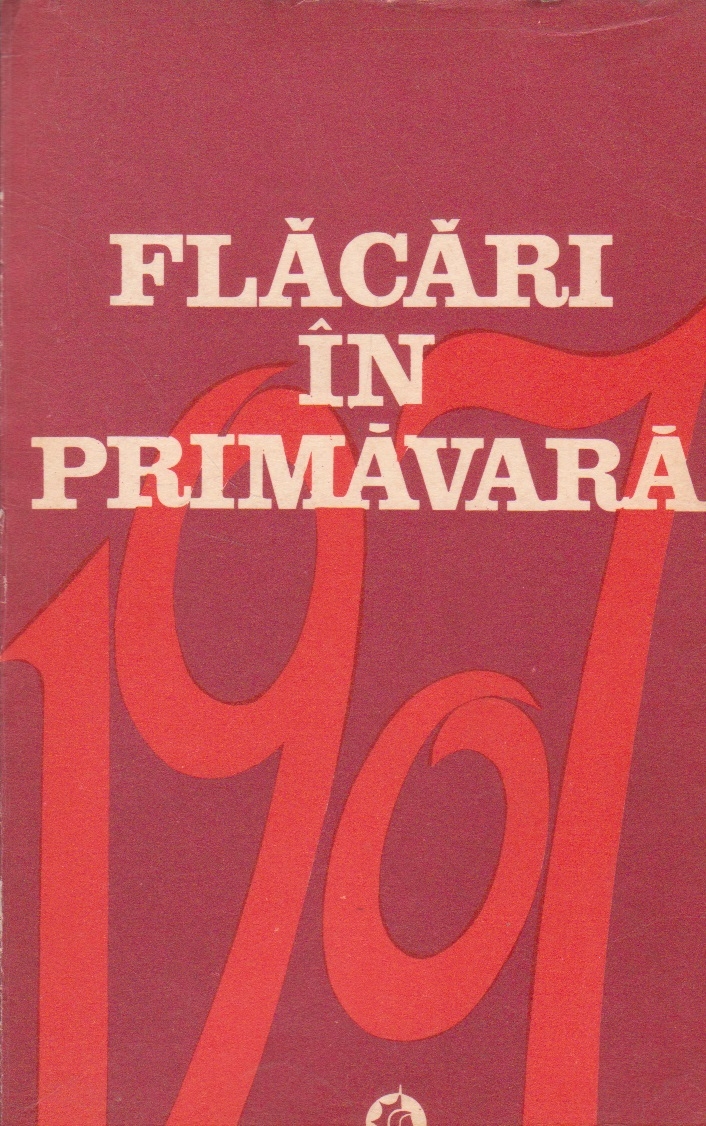 FLĂCĂRI
ÎN
PRIMĂVARĂ
1907